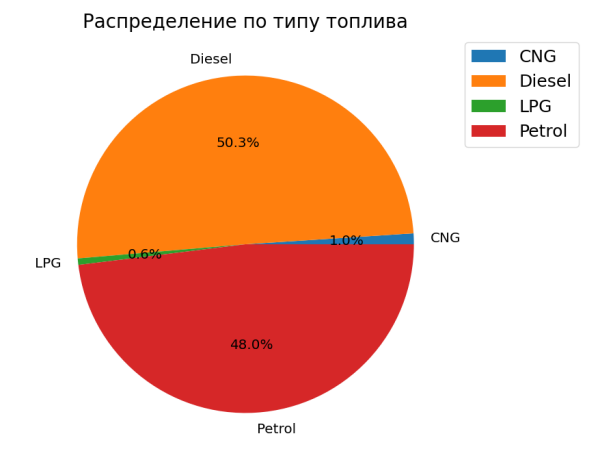 Распределение по типу топлива
CNG
Diesel
LPG
Petrol
Diesel
50.3%
CNG
1.0%
0.6%
LPG
48.0%
Petrol